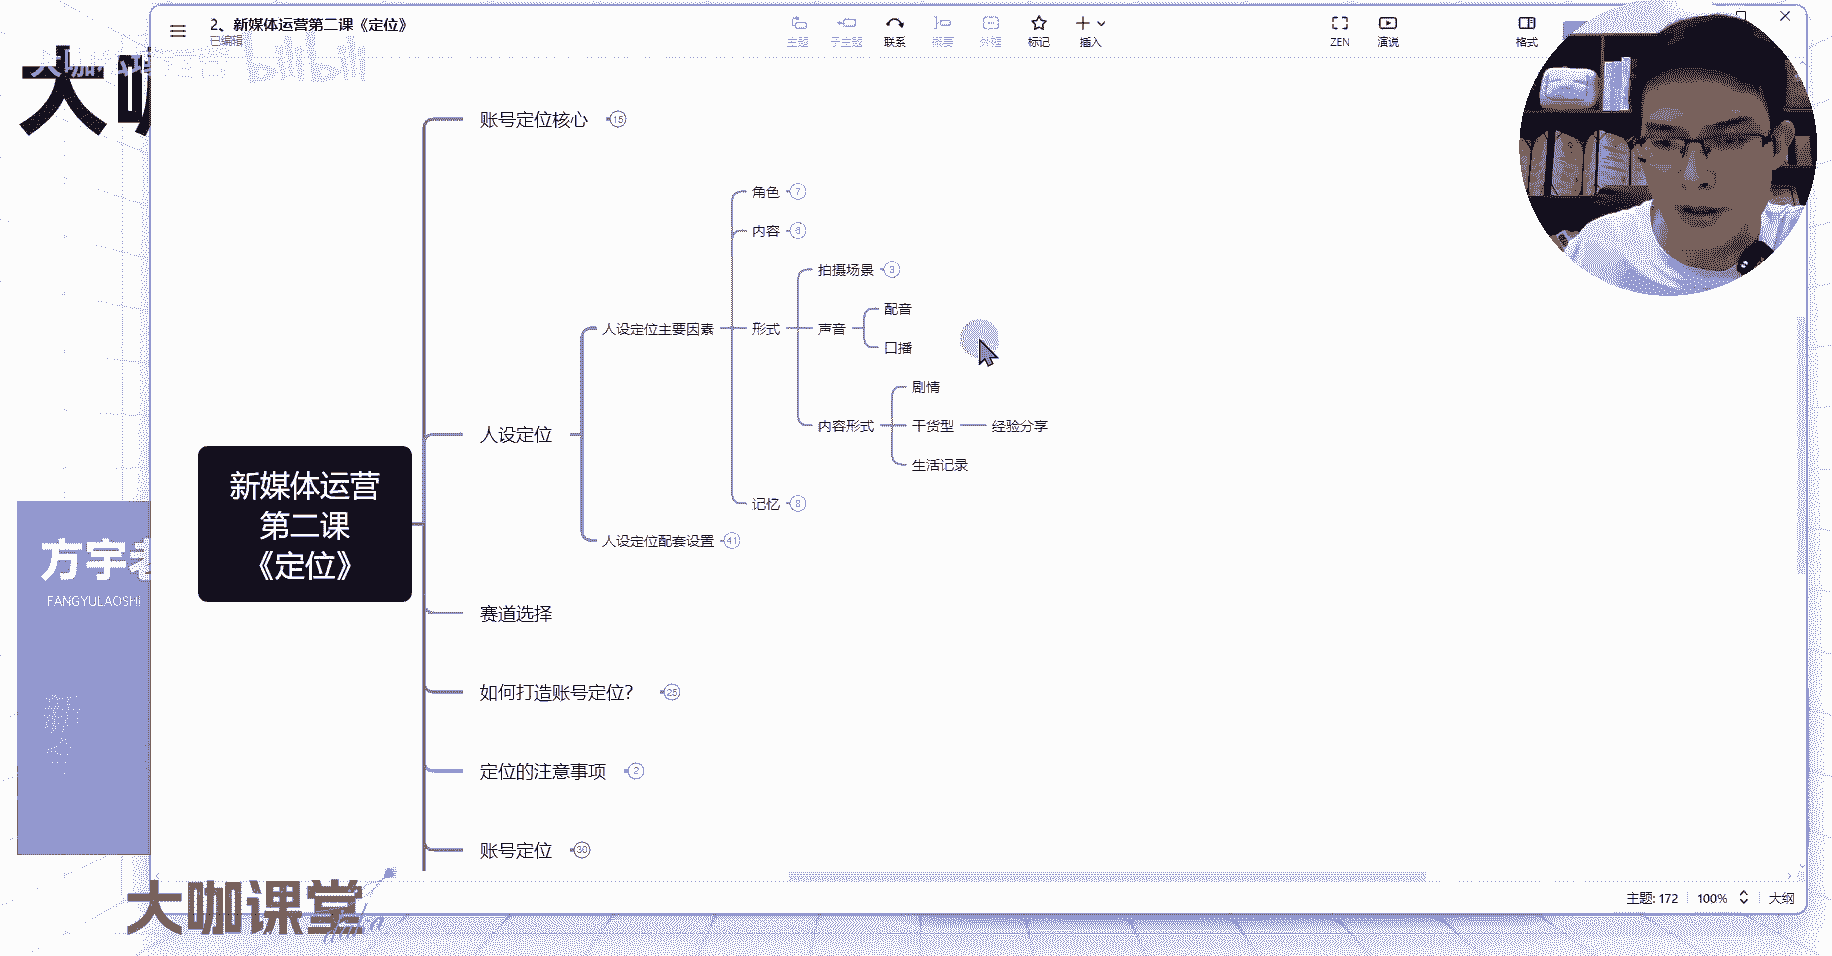 2、新媒体运营第二课《定位》
已编辑
主题
子主题
联系
概要
外框
标记
插入
ZEN
演说
格式
大咖
bilibili
账号定位核心 15
角色 7
内容
拍摄场景 3
配音
人设定位主要因素
形式
声音
口播
剧情
人设定位
内容形式
干货型
经验分享
生活记录
记忆 8
新媒体运营
第二课
《定位》
人设定位配套设置 41
方宇老
FANGYULAOSHI
赛道选择
如何打造账号定位? 25
定位的注意事项 2
账号定位 30
大咖课堂
主题: 172
100%
大纲